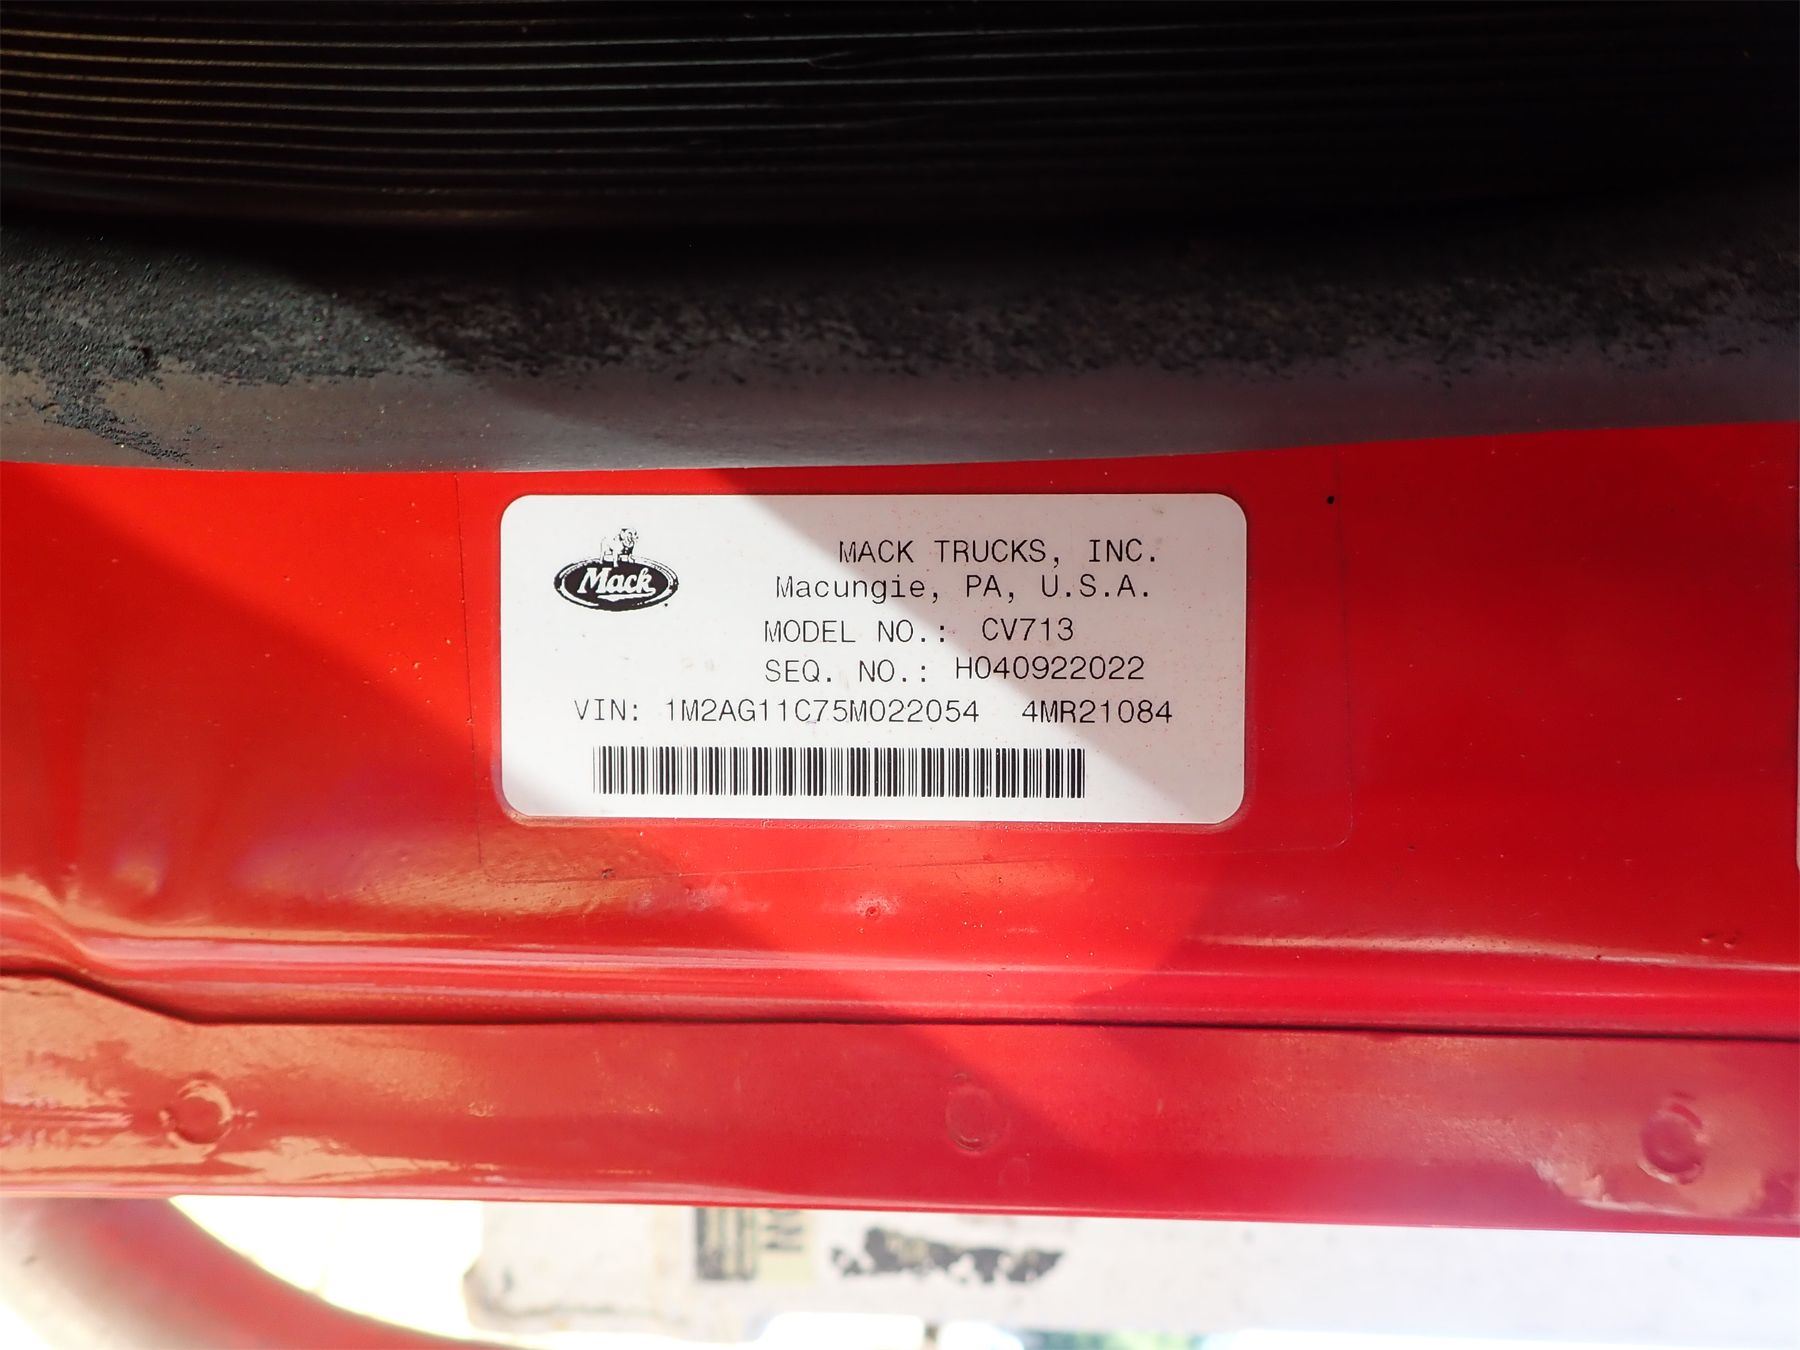 Mack
MACK TRUCKS, INC.
Macungie, PA, U.S.A.
MODEL NO.: CV713
SEQ. NO.: H040922022
VIN: 1M2AG11C75M022054 4MR21084